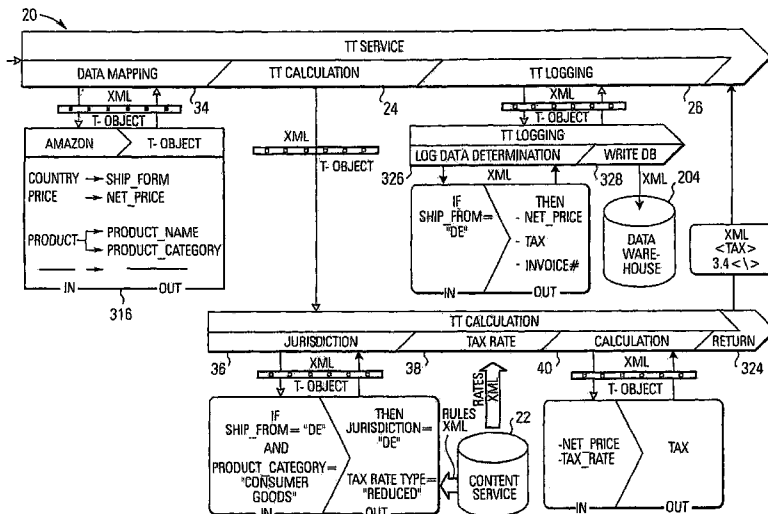 20
TT SERVICE
DATA MAPPING
TT CALCULATION
TT LOGGING
34
24
26
XML
T- OBJECT
AMAZON
T- OBJECT
COUNTRY
SHIP_FORM
PRICE
NET_PRICE
PRODUCT
PRODUCT_NAME
PRODUCT_CATEGORY
IN
OUT
316
XML
T- OBJECT
XML
T- OBJECT
TT LOGGING
LOG DATA DETERMINATION
WRITE DB
326
328
XML
IF
SHIP_FROM=
"DE"
THEN
- NET_PRICE
- TAX
- INVOICE#
IN
OUT
XML
204
DATA
WARE-
HOUSE
XML
<TAX>
3.4<\>
TT CALCULATION
JURISDICTION
TAX RATE
CALCULATION
RETURN
36
38
40
324
XML
T- OBJECT
IF
SHIP_FROM= "DE"
AND
PRODUCT_CATEGORY=
"CONSUMER
GOODS"
IN
THEN
JURISDICTION=
"DE"
TAX RATE TYPE=
"REDUCED"
OUT
RATES
XML
RULES
XML
22
CONTENT
SERVICE
XML
T- OBJECT
-NET_PRICE
-TAX_RATE
TAX
IN
OUT